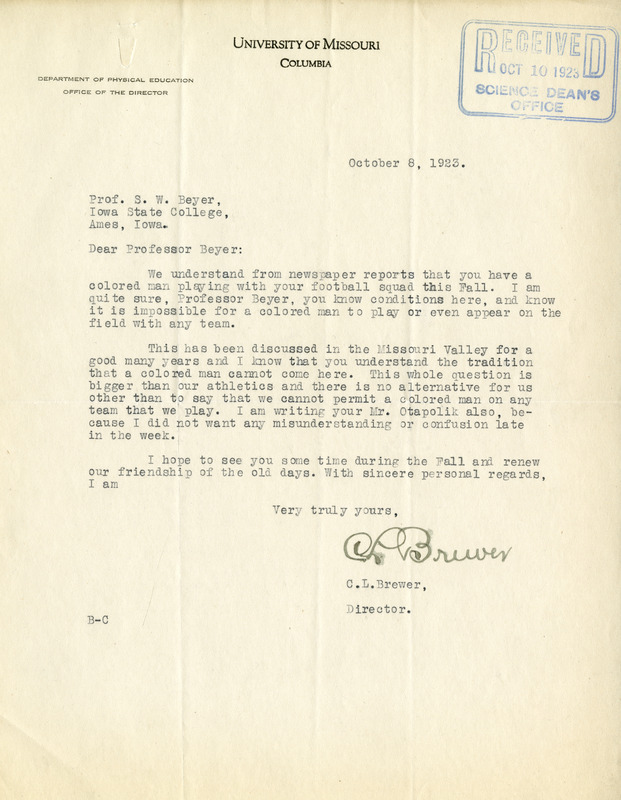 UNIVERSITY OF MISSOURI
COLUMBIA
DEPARTMENT OF PHYSICAL EDUCATION
OFFICE OF THE DIRECTOR
RECEIVED
OCT 10 1923
SCIENCE DEAN'S
OFFICE
October 8, 1923.
Prof. S. W. Beyer,
Iowa State College,
Ames, Iowa.
Dear Professor Beyer:
We understand from newspaper reports that you have a
colored man playing with your football squad this Fall. I am
quite sure, Professor Beyer, you know conditions here, and know
it is impossible for a colored man to play or even appear on the
field with any team.
This has been discussed in the Missouri Valley for a
good many years and I know that you understand the tradition
that a colored man cannot come here. This whole question is
bigger than our athletics and there is no alternative for us
other than to say that we cannot permit a colored man on any
team that we play. I am writing your Mr. Otapolik also, be-
cause I did not want any misunderstanding or confusion late
in the week.
I hope to see you some time during the Fall and renew
our friendship of the old days. With sincere personal regards,
I am
Very truly yours,
C L Brewer
C.L.Brewer,
Director.
B-C